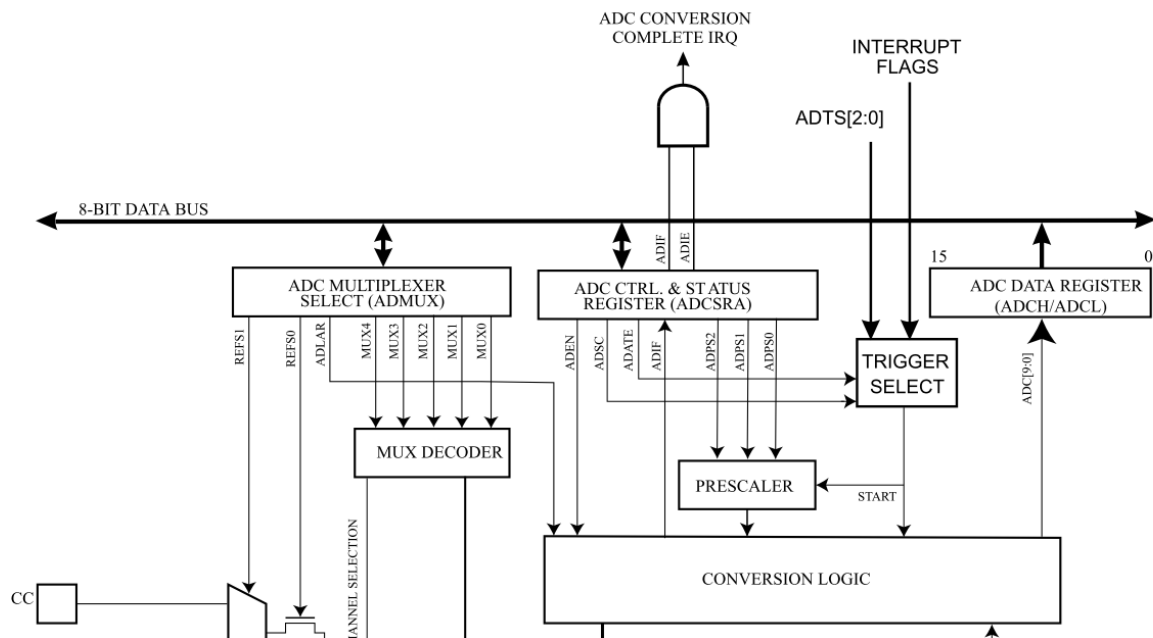 ADC CONVERSION
COMPLETE IRQ
INTERRUPT
FLAGS
ADTS[2:0]
8-BIT DATA BUS
ADIF
ADIE
15
0
ADC MULTIPLEXER
SELECT (ADMUX)
ADC CTRL. & STATUS
REGISTER (ADCSRA)
ADC DATA REGISTER
(ADCH/ADCL)
REFS1
REFS0
ADLAR
MUX4
MUX3
MUX2
MUX1
MUX0
ADEN
ADSC
ADATE
ADIF
ADPS2
ADPS1
ADPS0
TRIGGER
SELECT
ADC[9:0]
MUX DECODER
PRESCALER
START
HANNEL SELECTION
CONVERSION LOGIC
CC